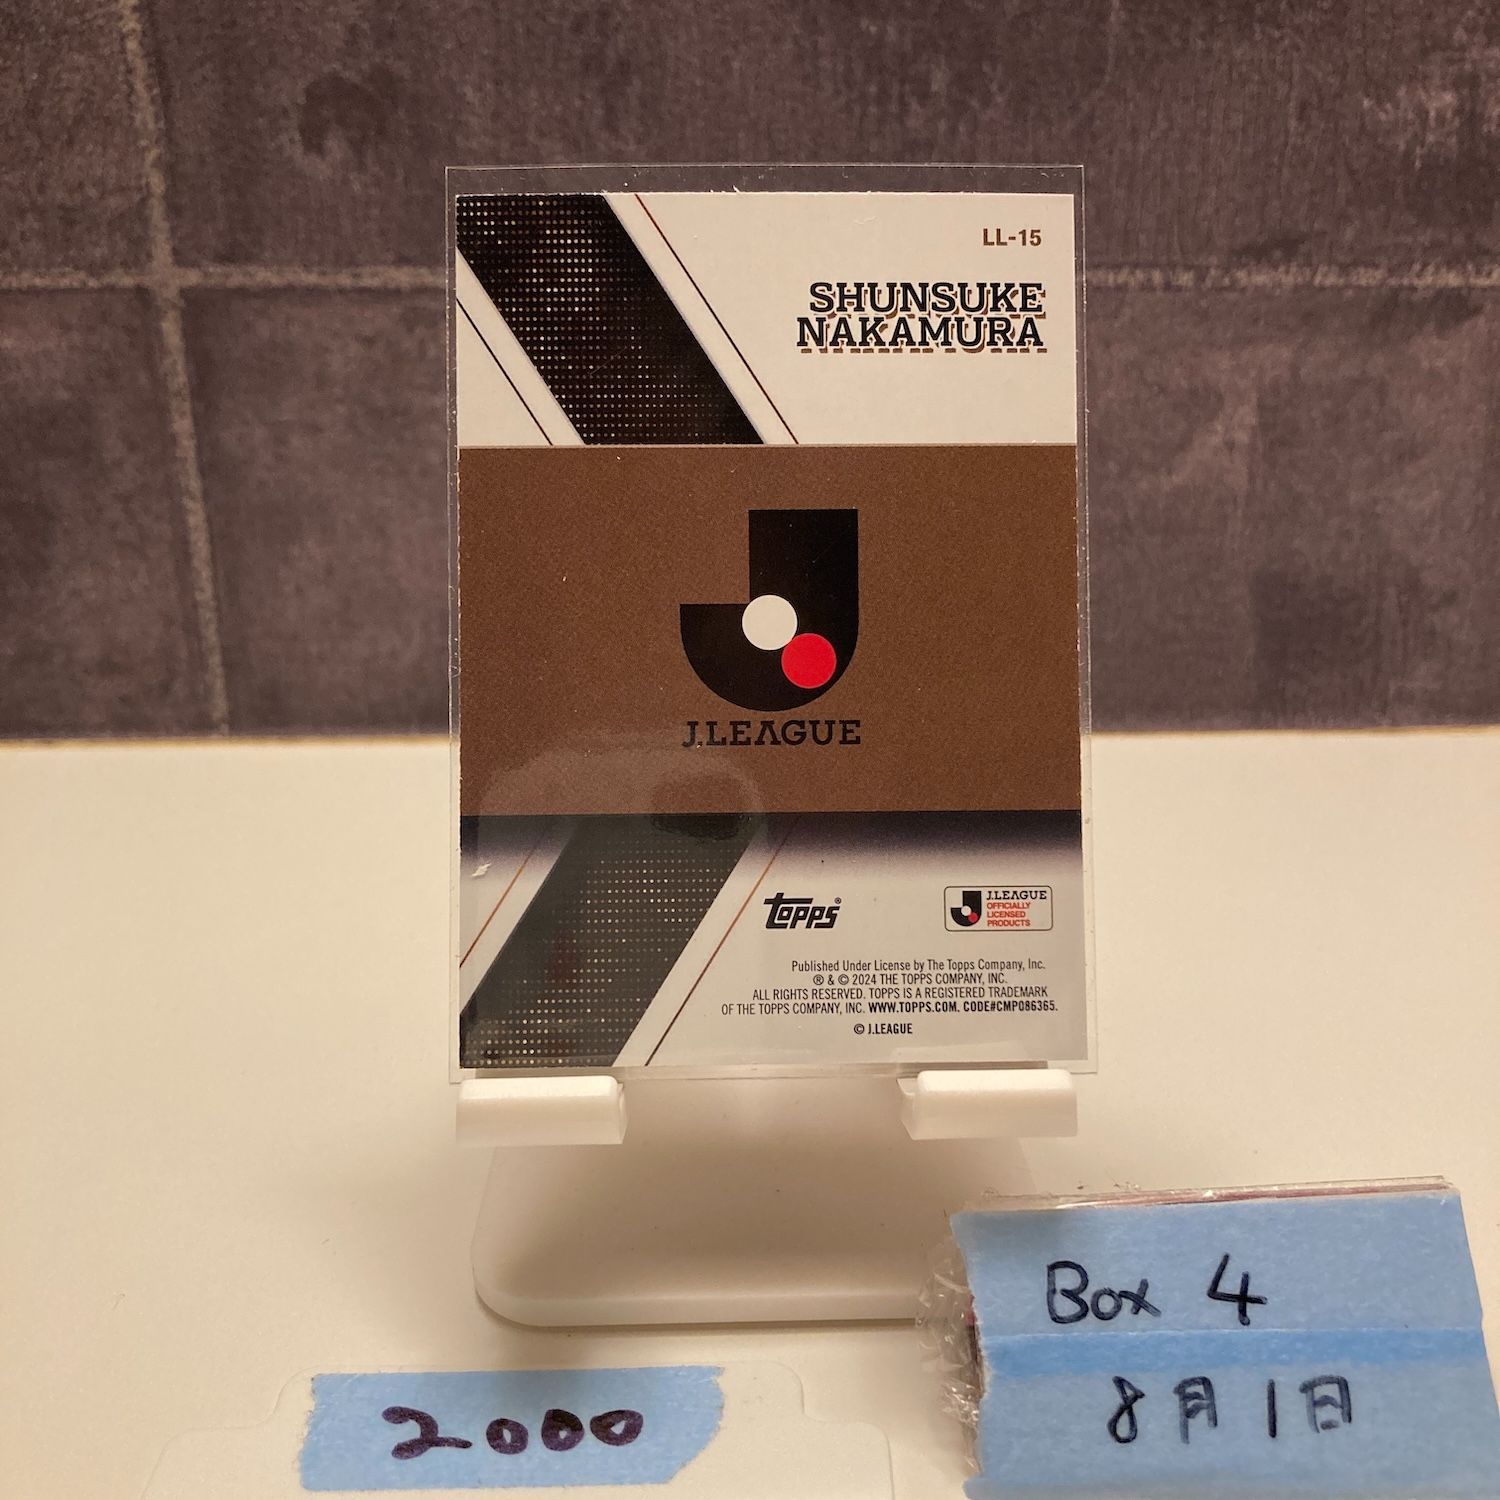 LL-15
SHUNSUKE
NAKAMURA
J.LEAGUE
topps®
J.LEAGUE
OFFICIALLY
LICENSED
PRODUCTS
Published Under License by The Topps Company, Inc.
® & © 2024 THE TOPPS COMPANY, INC.
ALL RIGHTS RESERVED. TOPPS IS A REGISTERED TRADEMARK
OF THE TOPPS COMPANY, INC. WWW.TOPPS.COM. CODE#CMP086365.
© J.LEAGUE
Box 4
8月1日
2000